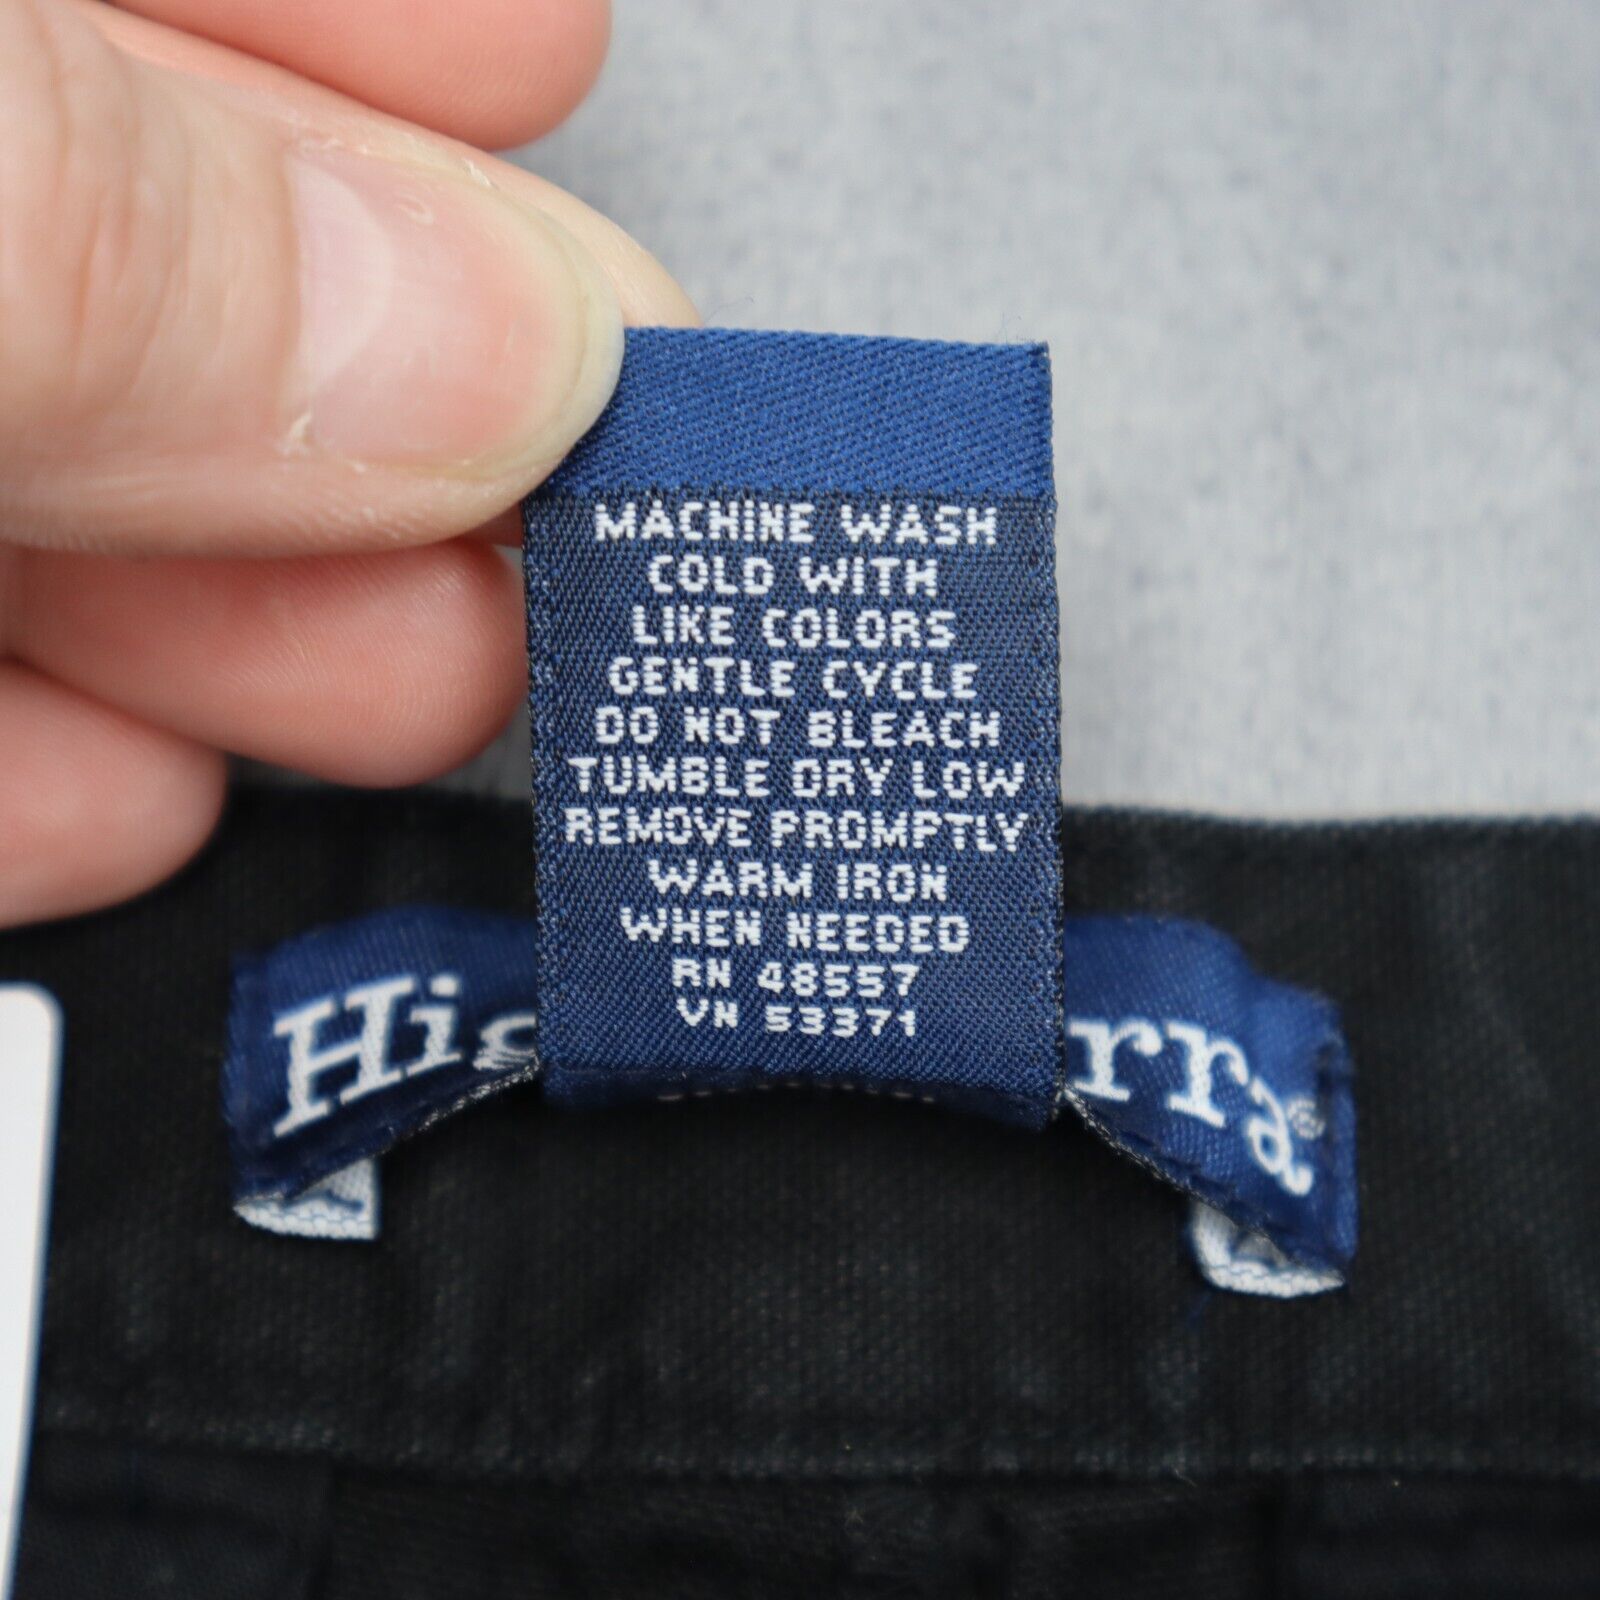 MACHINE WASH
COLD WITH
LIKE COLORS
GENTLE CYCLE
DO NOT BLEACH
TUMBLE DRY LOW
REMOVE PROMPTLY
WARM IRON
WHEN NEEDED
RN 48557
VN 53371